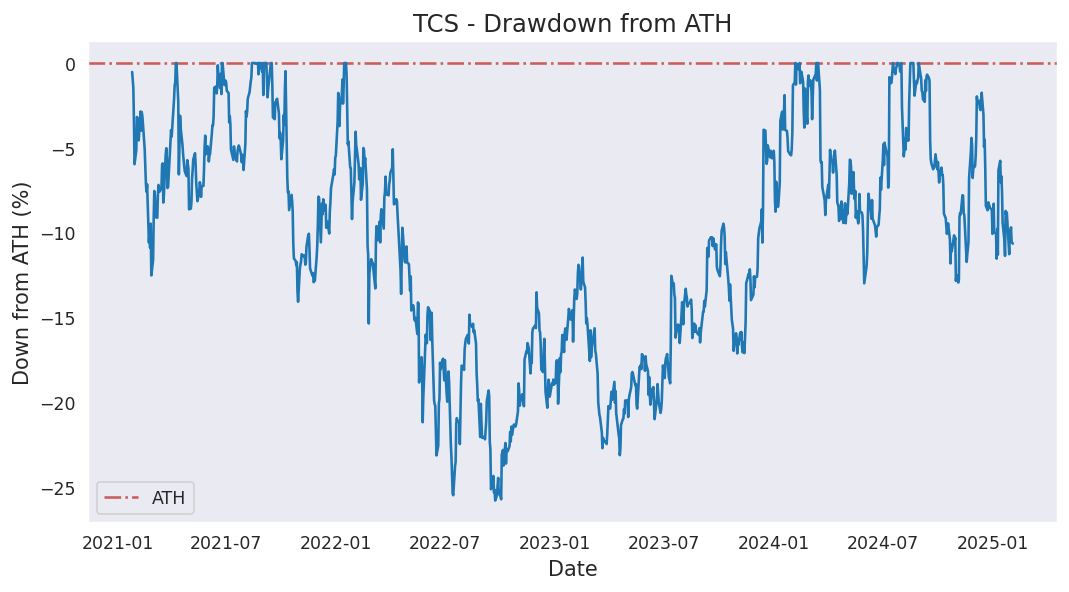 TCS - Drawdown from ATH
Down from ATH (%)
0
−5
−10
−15
−20
−25
ATH
2021-01 2021-07 2022-01 2022-07 2023-01 2023-07 2024-01 2024-07 2025-01
Date